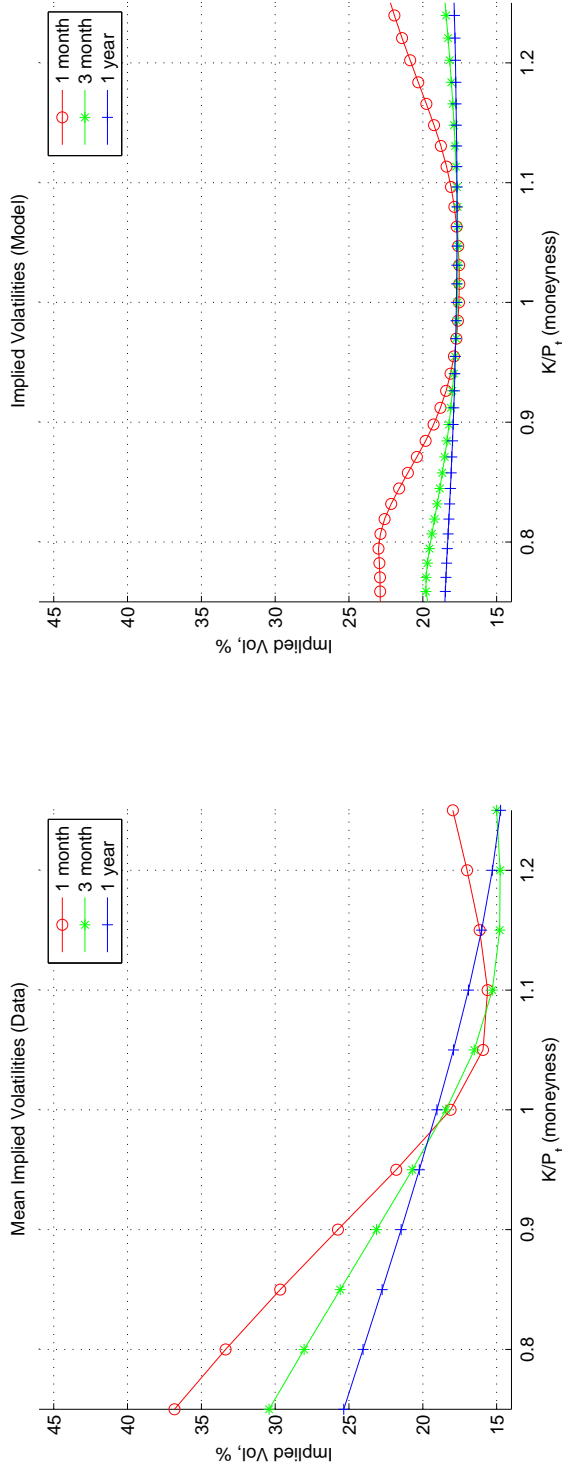 Mean Implied Volatilities (Data)
Implied Vol, %
45
40
35
30
25
20
15
0.8
0.9
1
1.1
1.2
K/Pt (moneyness)
1 month
3 month
1 year
Implied Volatilities (Model)
Implied Vol, %
45
40
35
30
25
20
15
0.8
0.9
1
1.1
1.2
K/Pt (moneyness)
1 month
3 month
1 year